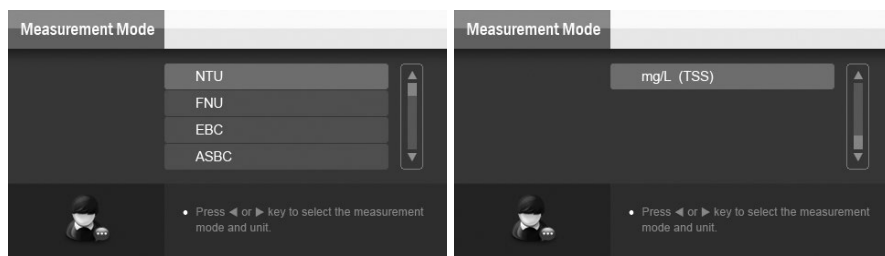 Measurement Mode
NTU
FNU
EBC
ASBC
• Press ◀ or ▶ key to select the measurement
mode and unit.
Measurement Mode
mg/L (TSS)
• Press ◀ or ▶ key to select the measurement
mode and unit.